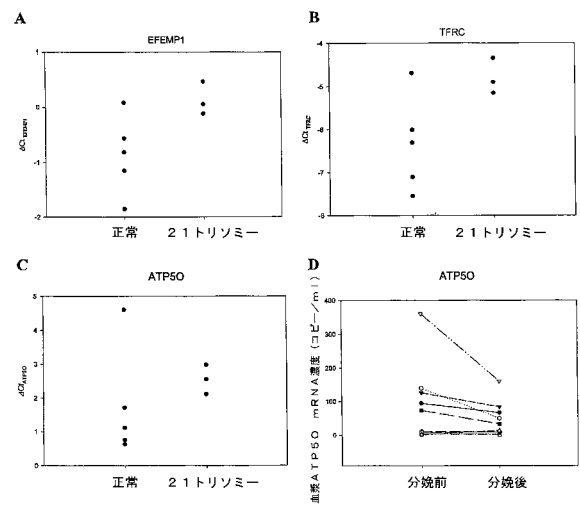 A
EFEMP1
ΔCt EFEMP1
1
0
-1
-2
正常
21トリソミー
B
TFRC
ΔCt TFRC
-4
-5
-6
-7
-8
正常
21トリソミー
C
ATP5O
ΔCt ATP5O
5
4
3
2
1
0
正常
21トリソミー
D
ATP5O
血漿ATP5O mRNA濃度(コピー/ml)
400
300
200
100
0
分娩前
分娩後